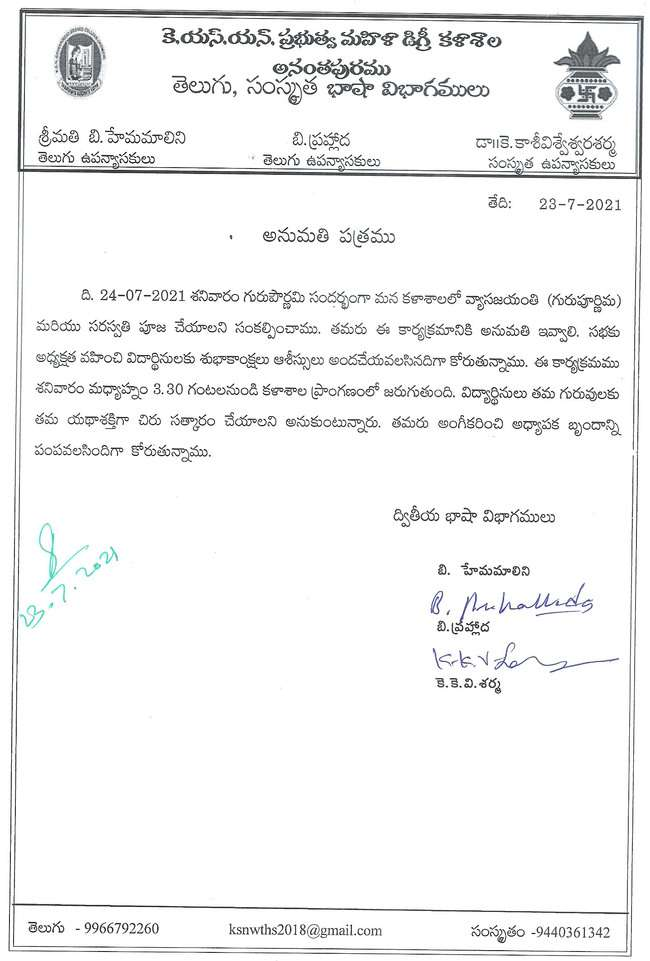 కె.యస్.యన్. ప్రభుత్వ మహిళా డిగ్రీ కళాశాల
అనంతపురము
తెలుగు, సంస్కృత భాషా విభాగములు
శ్రీమతి బి.హేమమాలిని బి.ప్రహ్లాద డా॥కె.కాశీవిశ్వేశ్వరశర్మ
తెలుగు ఉపన్యాసకులు తెలుగు ఉపన్యాసకులు సంస్కృత ఉపన్యాసకులు
తేది: 23-7-2021
అనుమతి పత్రము
ది. 24-07-2021 శనివారం గురుపౌర్ణమి సందర్భంగా మన కళాశాలలో వ్యాసజయంతి (గురుపూర్ణిమ)
మరియు సరస్వతి పూజ చేయాలని సంకల్పించాము. తమరు ఈ కార్యక్రమానికి అనుమతి ఇవ్వాలి. సభకు
అధ్యక్షత వహించి విదార్థినులకు శుభాకాంక్షలు ఆశీస్సులు అందచేయవలసినదిగా కోరుతున్నాము. ఈ కార్యక్రమము
శనివారం మధ్యాహ్నం 3.30 గంటలనుండి కళాశాల ప్రాంగణంలో జరుగుతుంది. విద్యార్థినులు తమ గురువులకు
తమ యథాశక్తిగా చిరు సత్కారం చేయాలని అనుకుంటున్నారు. తమరు అంగీకరించి అధ్యాపక బృందాన్ని
పంపవలసిందిగా కోరుతున్నాము.
ద్వితీయ భాషా విభాగములు
23.7.2021
బి. హేమమాలిని
B. Prahallada
బి.ప్రహ్లాద
K.K.V
కె.కె.వి.శర్మ
తెలుగు - 9966792260 ksnwths2018@gmail.com సంస్కృతం -9440361342